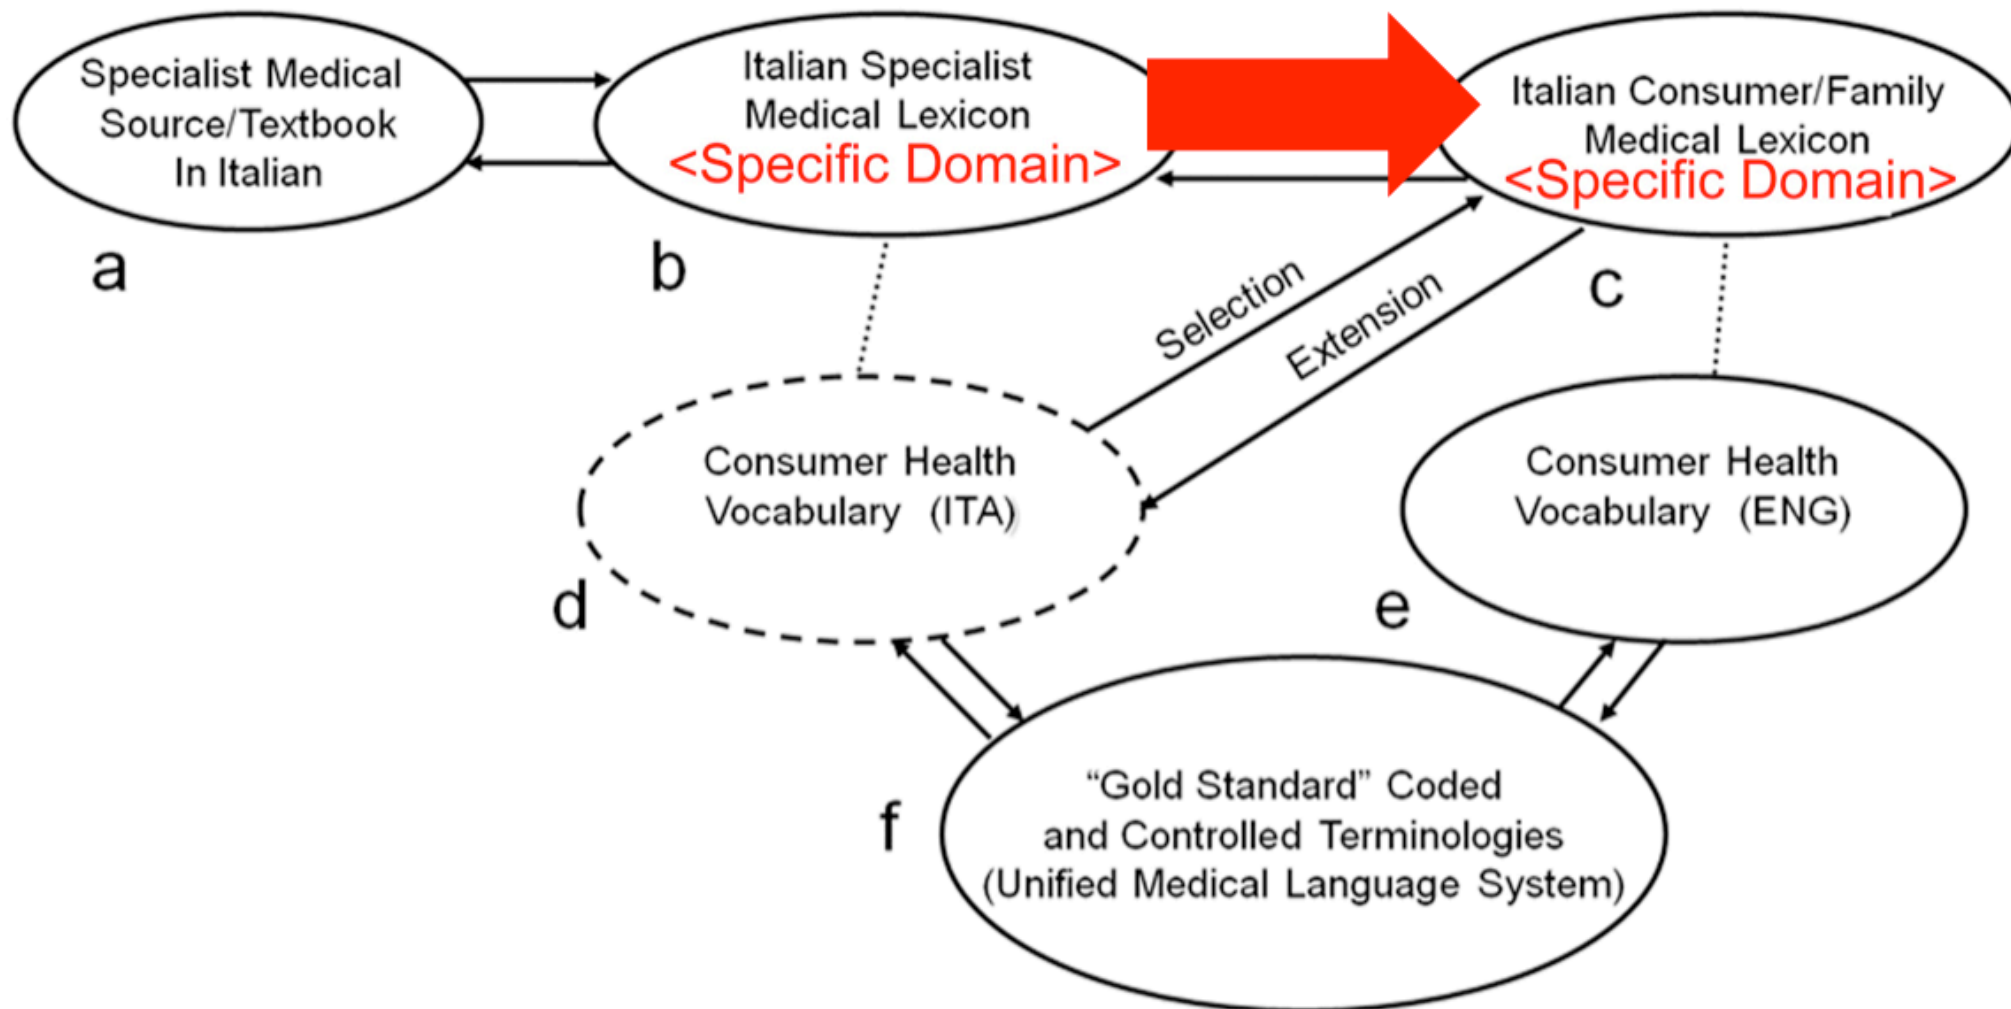 Specialist Medical
Source/Textbook
In Italian
a
Italian Specialist
Medical Lexicon
<Specific Domain>
b
Italian Consumer/Family
Medical Lexicon
<Specific Domain>
c
Selection
Extension
Consumer Health
Vocabulary (ITA)
d
Consumer Health
Vocabulary (ENG)
e
“Gold Standard” Coded
and Controlled Terminologies
(Unified Medical Language System)
f